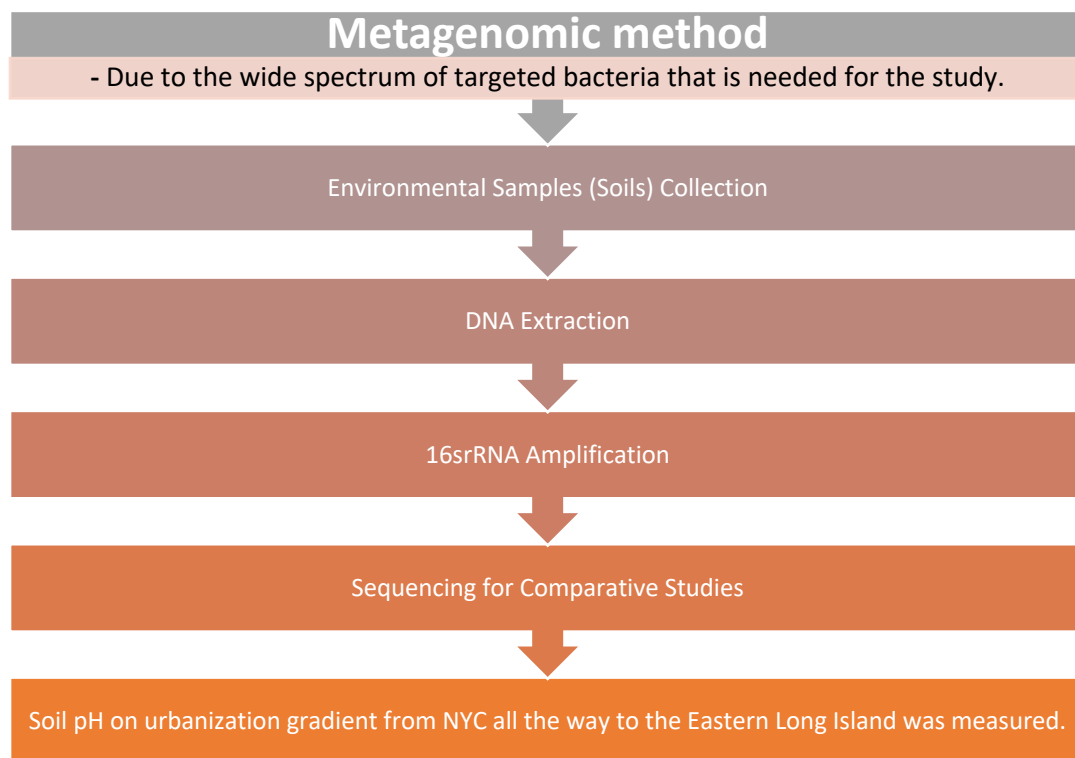 Metagenomic method
- Due to the wide spectrum of targeted bacteria that is needed for the study.
Environmental Samples (Soils) Collection
DNA Extraction
16srRNA Amplification
Sequencing for Comparative Studies
Soil pH on urbanization gradient from NYC all the way to the Eastern Long Island was measured.